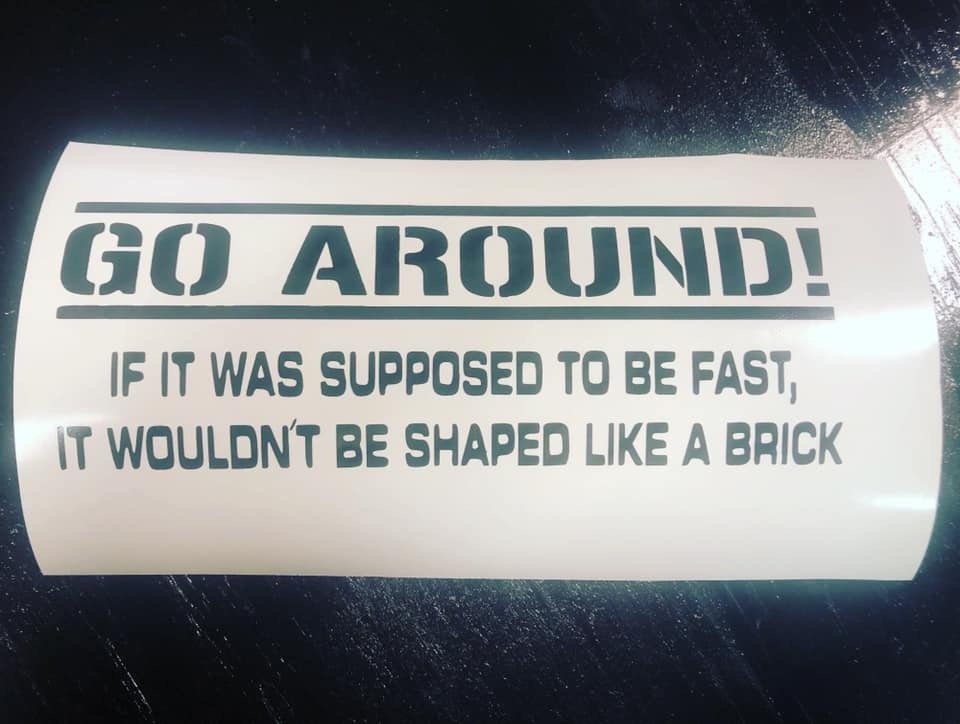 GO AROUND!
IF IT WAS SUPPOSED TO BE FAST,
IT WOULDN'T BE SHAPED LIKE A BRICK